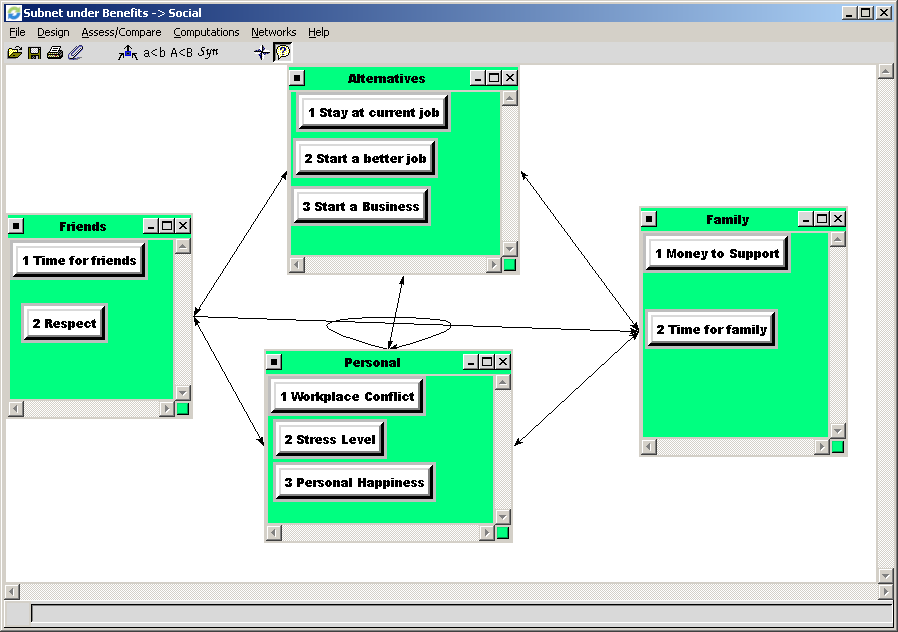 Subnet under Benefits -> Social
File Design Assess/Compare Computations Networks Help
a<b A<B Syn
Alternatives
1 Stay at current job
2 Start a better job
3 Start a Business
Friends
1 Time for friends
2 Respect
Family
1 Money to Support
2 Time for family
Personal
1 Workplace Conflict
2 Stress Level
3 Personal Happiness